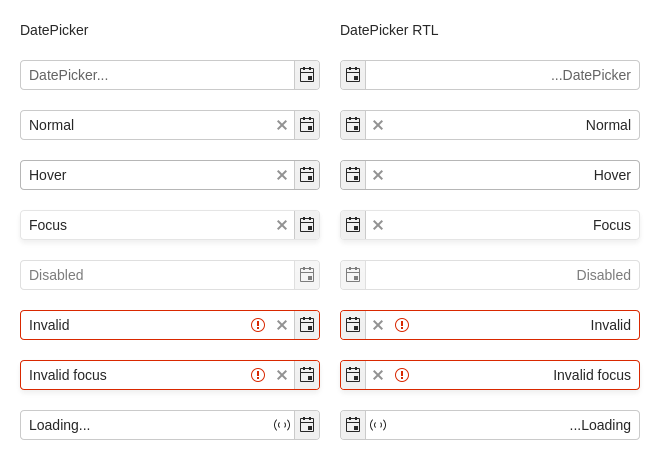 DatePicker
DatePicker RTL
DatePicker...
...DatePicker
Normal
Normal
Hover
Hover
Focus
Focus
Disabled
Disabled
Invalid
Invalid
Invalid focus
Invalid focus
Loading...
...Loading